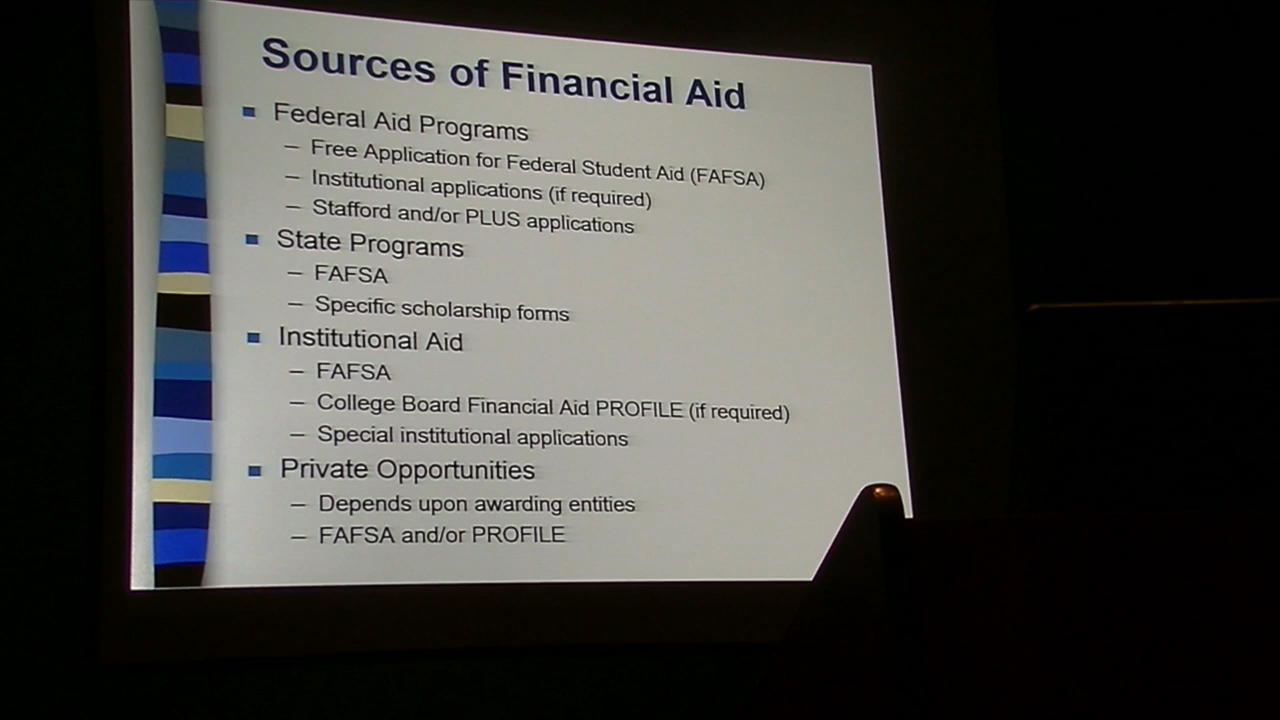 Sources of Financial Aid
Federal Aid Programs
– Free Application for Federal Student Aid (FAFSA)
– Institutional applications (if required)
– Stafford and/or PLUS applications
State Programs
– FAFSA
– Specific scholarship forms
Institutional Aid
– FAFSA
– College Board Financial Aid PROFILE (if required)
– Special institutional applications
Private Opportunities
– Depends upon awarding entities
– FAFSA and/or PROFILE